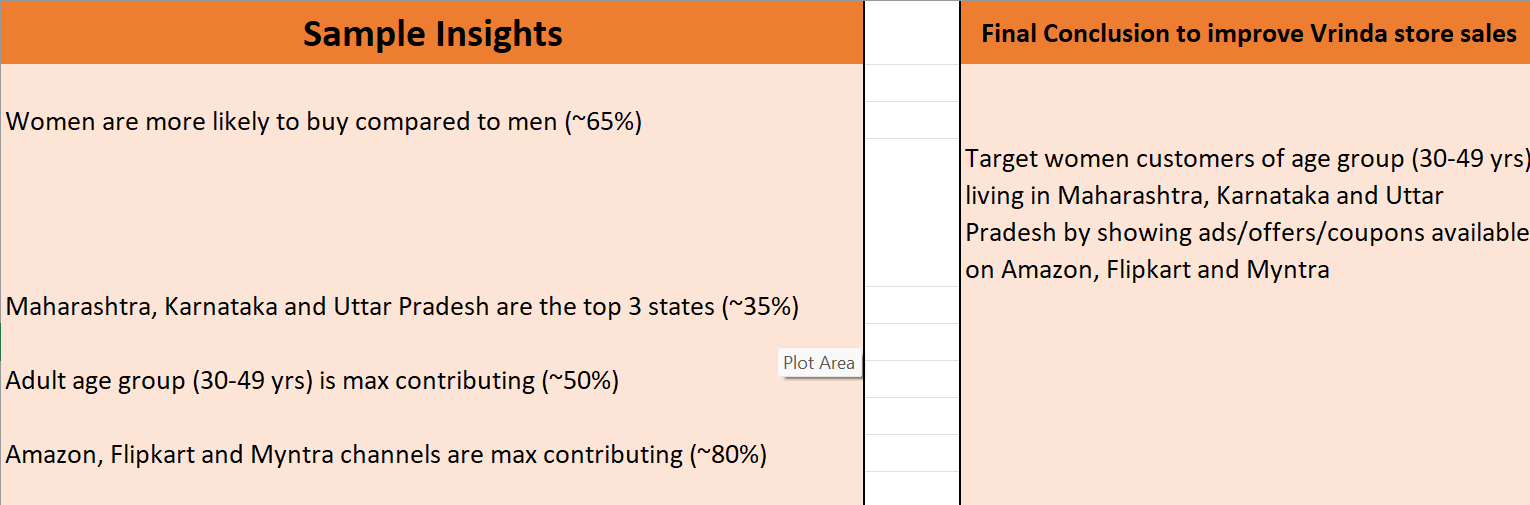 Sample Insights
Final Conclusion to improve Vrinda store sales
Women are more likely to buy compared to men (~65%)
Maharashtra, Karnataka and Uttar Pradesh are the top 3 states (~35%)
Plot Area
Adult age group (30-49 yrs) is max contributing (~50%)
Amazon, Flipkart and Myntra channels are max contributing (~80%)
Target women customers of age group (30-49 yrs)
living in Maharashtra, Karnataka and Uttar
Pradesh by showing ads/offers/coupons available
on Amazon, Flipkart and Myntra